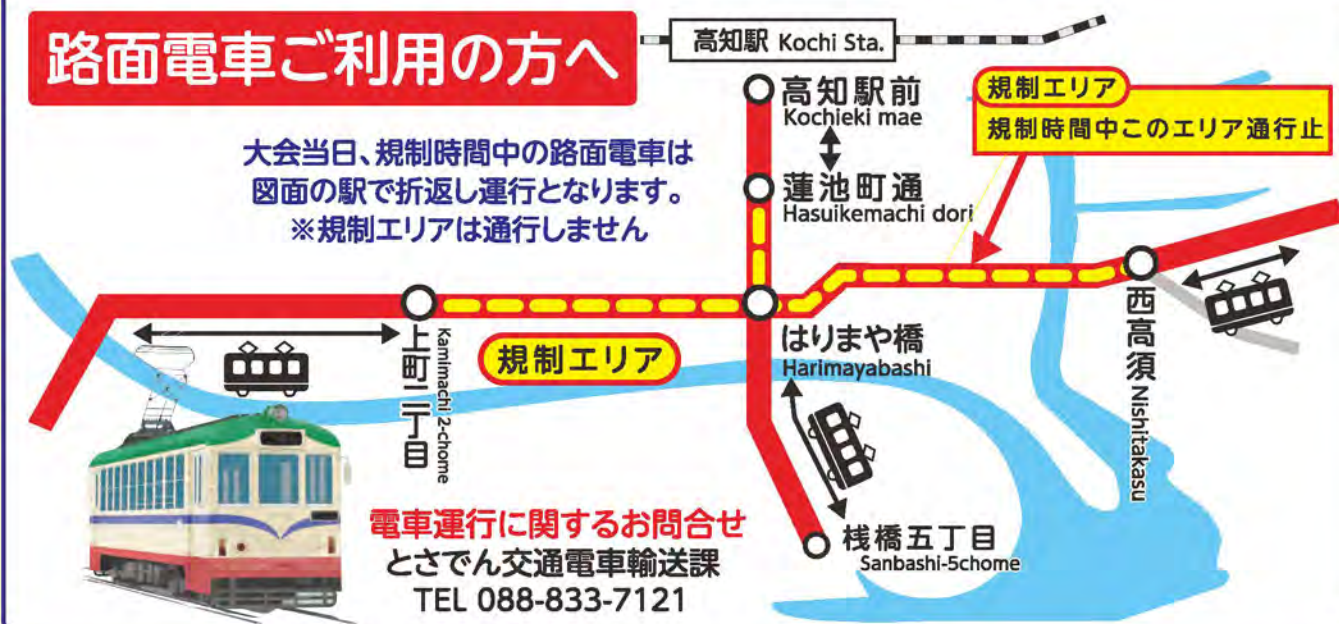 路面電車ご利用の方へ
高知駅 Kochi Sta.
大会当日、規制時間中の路面電車は
図面の駅で折返し運行となります。
※規制エリアは通行しません
高知駅前
Kochieki mae
蓮池町通
Hasuikemachi dori
規制エリア
規制時間中このエリア通行止
上町二丁目
Kamimachi 2-chome
規制エリア
はりまや橋
Harimayabashi
西高須 Nishitakasu
桟橋五丁目
Sanbashi-5chome
電車運行に関するお問合せ
とさでん交通電車輸送課
TEL 088-833-7121